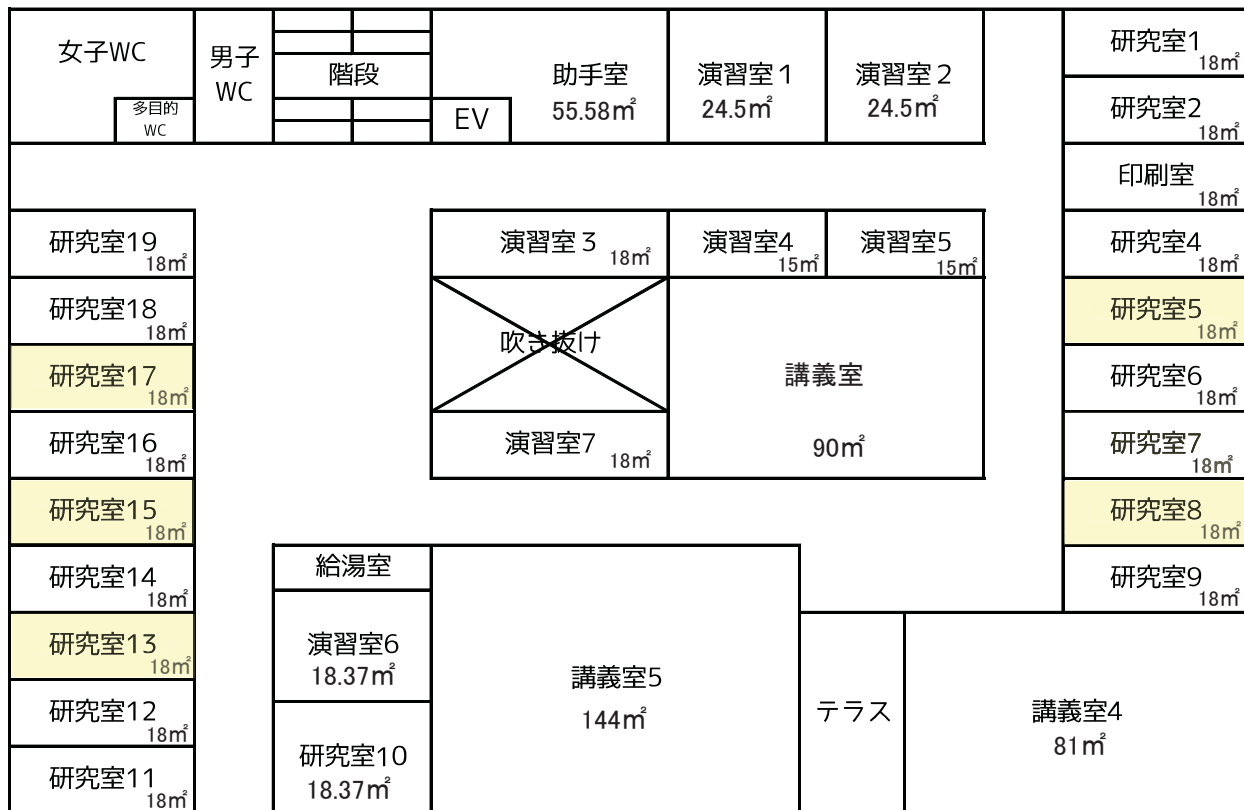 女子WC
多目的
WC
男子
WC
階段
EV
助手室
55.58㎡
演習室1
24.5㎡
演習室2
24.5㎡
研究室1
18㎡
研究室2
18㎡
印刷室
18㎡
研究室4
18㎡
研究室5
18㎡
研究室6
18㎡
研究室7
18㎡
研究室8
18㎡
研究室9
18㎡
研究室19
18㎡
研究室18
18㎡
研究室17
18㎡
研究室16
18㎡
研究室15
18㎡
研究室14
18㎡
研究室13
18㎡
研究室12
18㎡
研究室11
18㎡
演習室3
18㎡
演習室4
15㎡
演習室5
15㎡
吹き抜け
講義室
90㎡
演習室7
18㎡
給湯室
演習室6
18.37㎡
研究室10
18.37㎡
講義室5
144㎡
テラス
講義室4
81㎡